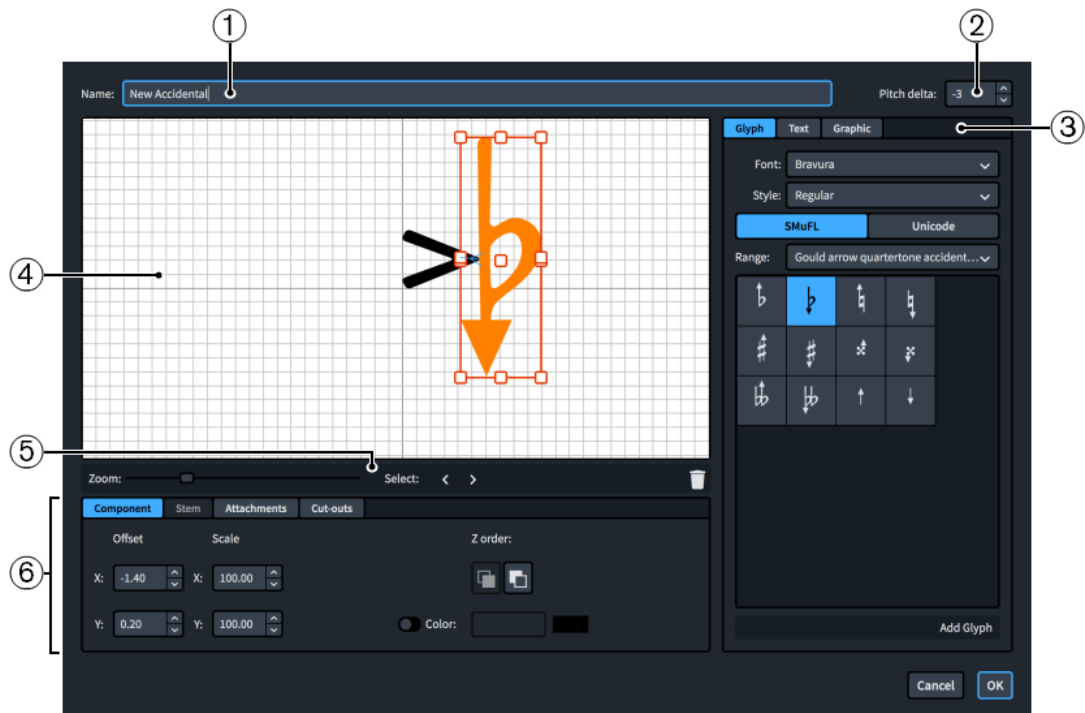 1
2
Name: New Accidental Pitch delta: -3
3
Glyph Text Graphic
Font: Bravura
Style: Regular
SMuFL Unicode
Range: Gould arrow quartertone accident...
4
5
Zoom: Select: < >
6
Component Stem Attachments Cut-outs
Offset Scale Z order:
X: -1.40 X: 100.00
Y: 0.20 Y: 100.00 Color:
Add Glyph
Cancel OK